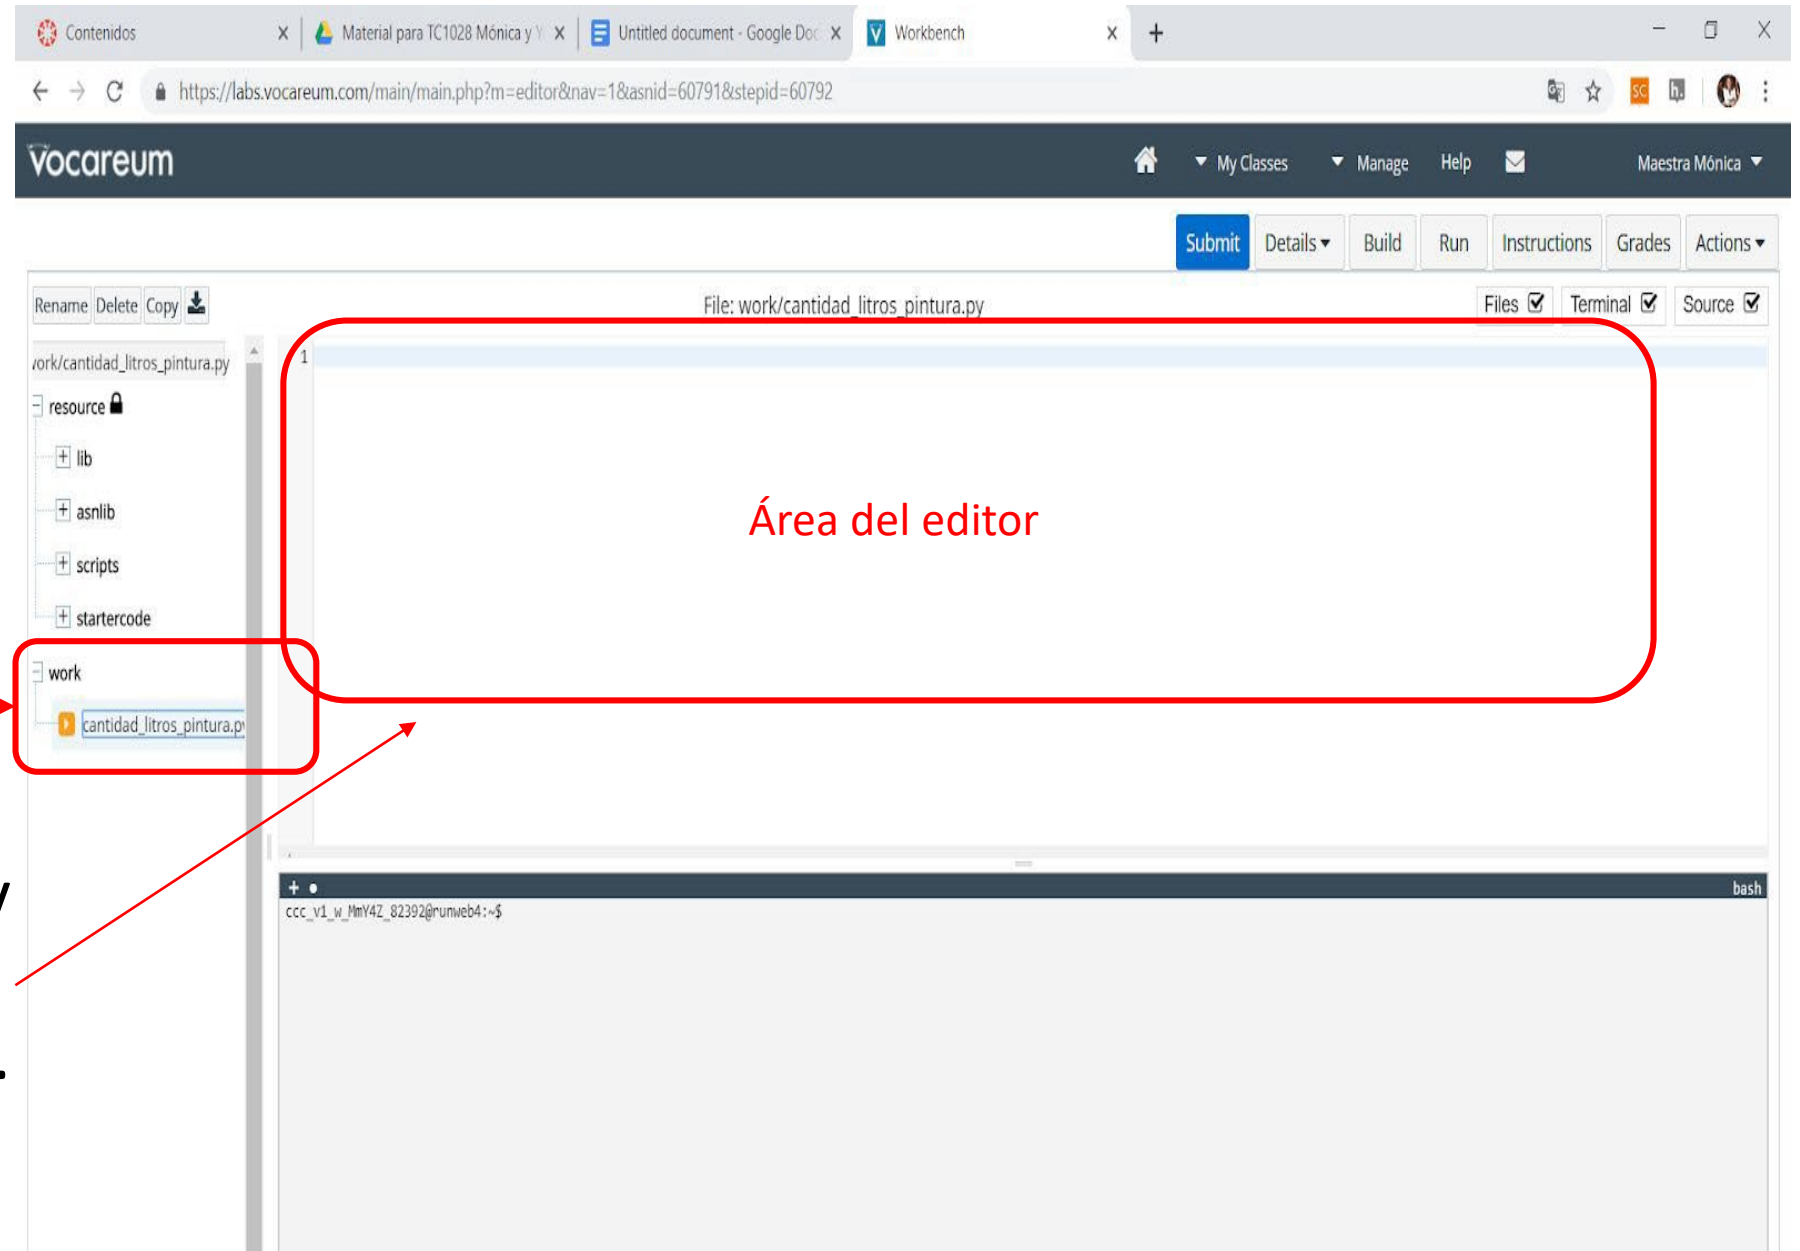 Contenidos
Material para TC1028 Mónica y Y
Untitled document - Google Doc
Workbench
https://labs.vocareum.com/main/main.php?m=editor&nav=1&asnid=60791&stepid=60792
SC
h.
vocareum
My Classes
Manage
Help
Maestra Mónica
Submit
Details
Build
Run
Instructions
Grades
Actions
Rename
Delete
Copy
File: work/cantidad_litros_pintura.py
Files
Terminal
Source
/ork/cantidad_litros_pintura.py
1
resource
lib
asnlib
Área del editor
scripts
startercode
work
cantidad_litros_pintura.py
y
bash
ccc_v1_w_MmY4Z_82392@runweb4:~$
.